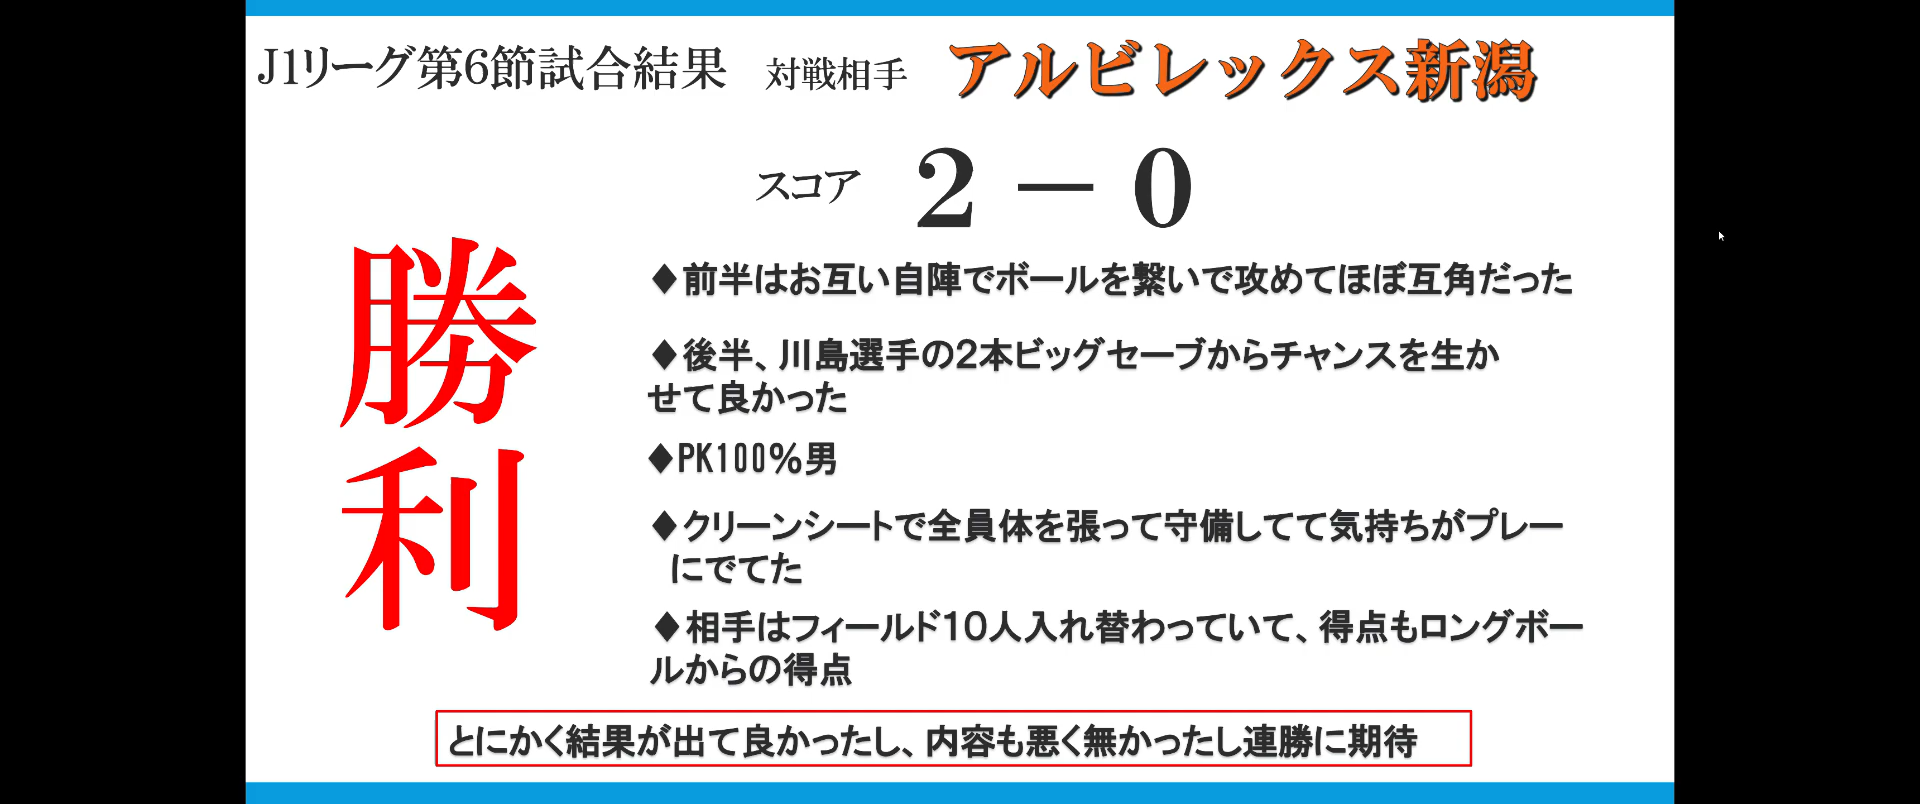 J1リーグ第6節試合結果 対戦相手 アルビレックス新潟
スコア 2－0
勝利
◆前半はお互い自陣でボールを繋いで攻めてほぼ互角だった
◆後半、川島選手の2本ビッグセーブからチャンスを生か
せて良かった
◆PK100%男
◆クリーンシートで全員体を張って守備してて気持ちがプレー
にでてた
◆相手はフィールド10人入れ替わっていて、得点もロングボー
ルからの得点
とにかく結果が出て良かったし、内容も悪く無かったし連勝に期待